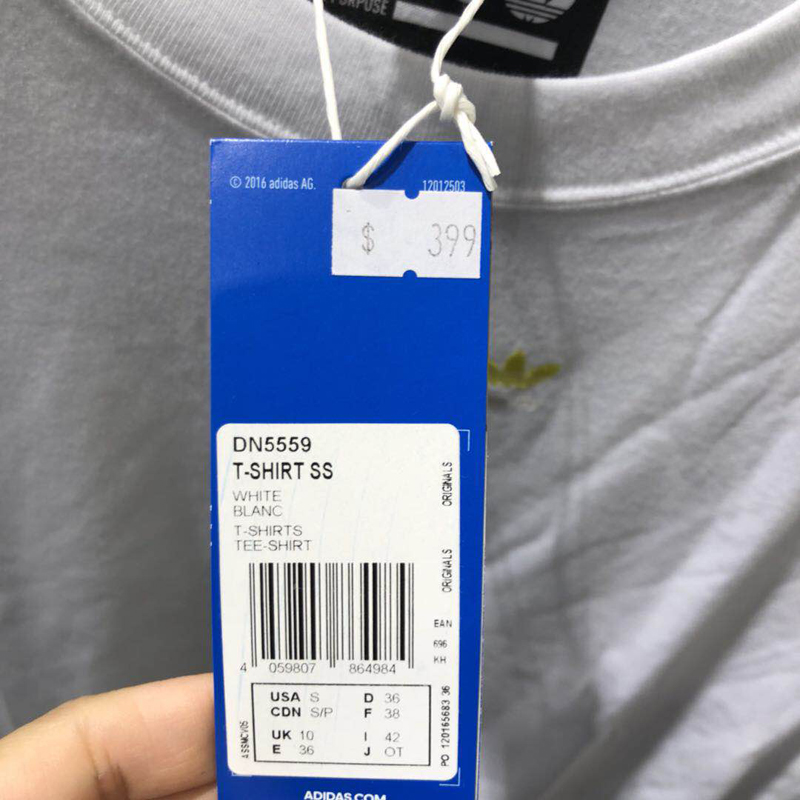 PURPOSE
© 2016 adidas AG.
12012503
$ 399
DN5559
T-SHIRT SS
WHITE
BLANC
T-SHIRTS
TEE-SHIRT
ORIGINALS
ORIGINALS
EAN
696
KH
4 059807 864984
USA S D 36
CDN S/P F 38
UK 10 I 42
E 36 J OT
ASSMCV05
PO 120165683 36
ADIDAS.COM